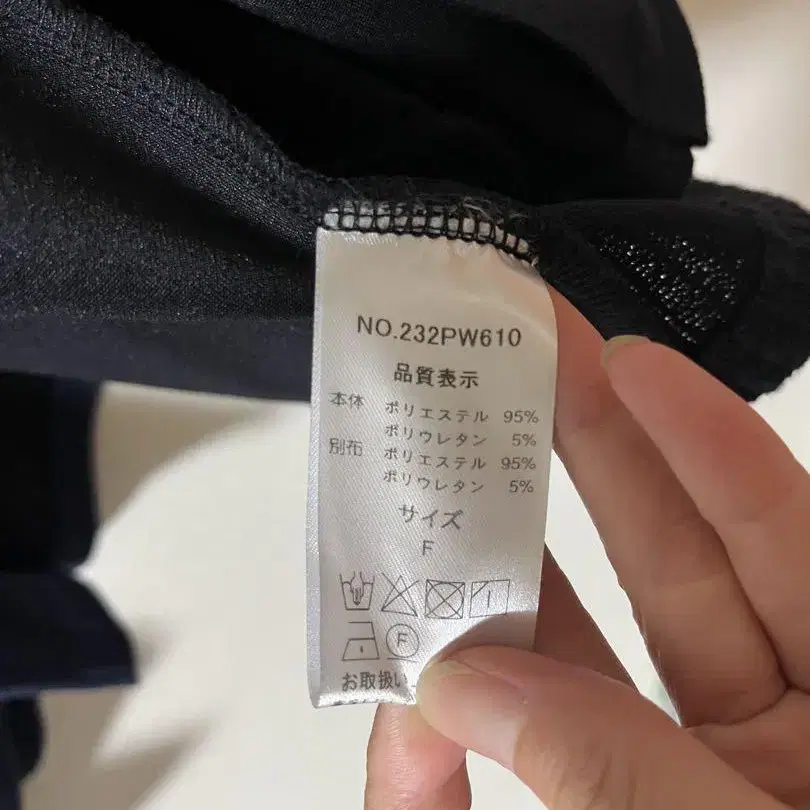 NO.232PW610
品質表示
本体 ポリエステル 95%
ポリウレタン 5%
別布 ポリエステル 95%
ポリウレタン 5%
サイズ
F
F
お取扱い